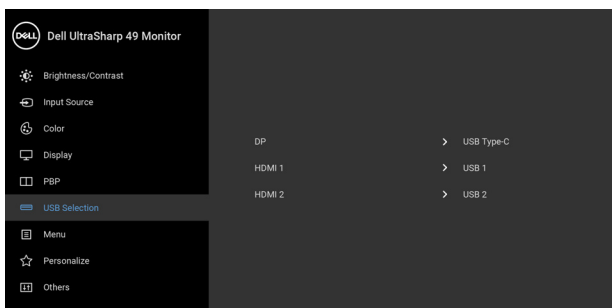 DELL Dell UltraSharp 49 Monitor
Brightness/Contrast
Input Source
Color
Display
PBP
USB Selection
Menu
Personalize
Others
DP > USB Type-C
HDMI 1 > USB 1
HDMI 2 > USB 2